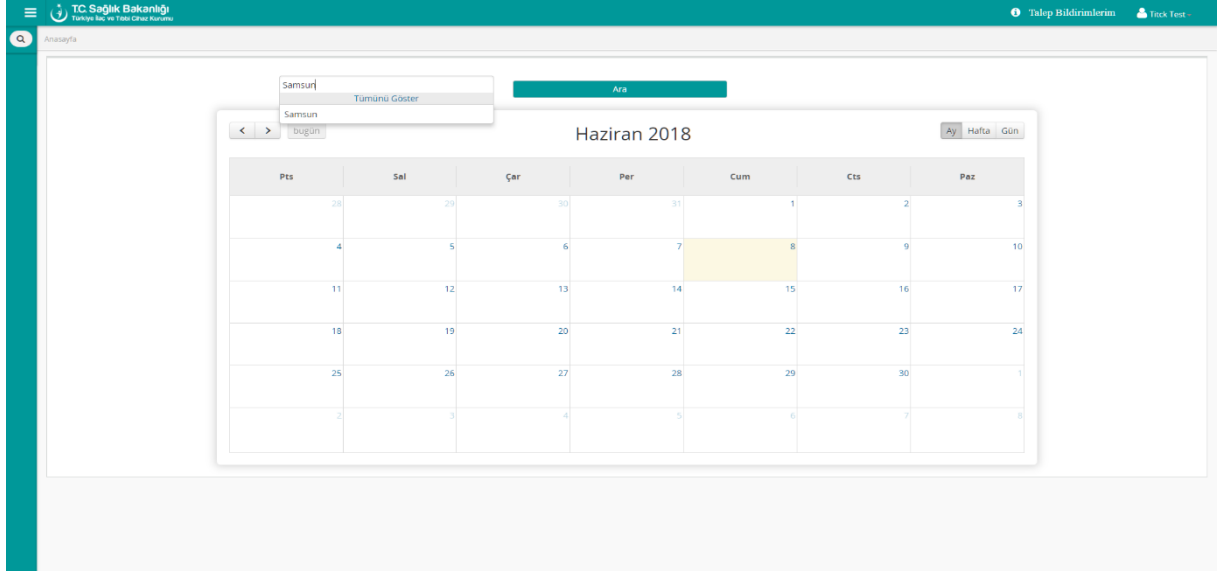 T.C. Sağlık Bakanlığı
Türkiye İlaç ve Tıbbi Cihaz Kurumu
Talep Bildirimlerim
Titck Test
Anasayfa
Samsun
Ara
Tümünü Göster
Samsun
bugün
Haziran 2018
Ay Hafta Gün
Pts Sal Çar Per Cum Cts Paz
28 29 30 31 1 2 3
4 5 6 7 8 9 10
11 12 13 14 15 16 17
18 19 20 21 22 23 24
25 26 27 28 29 30 1
2 3 4 5 6 7 8